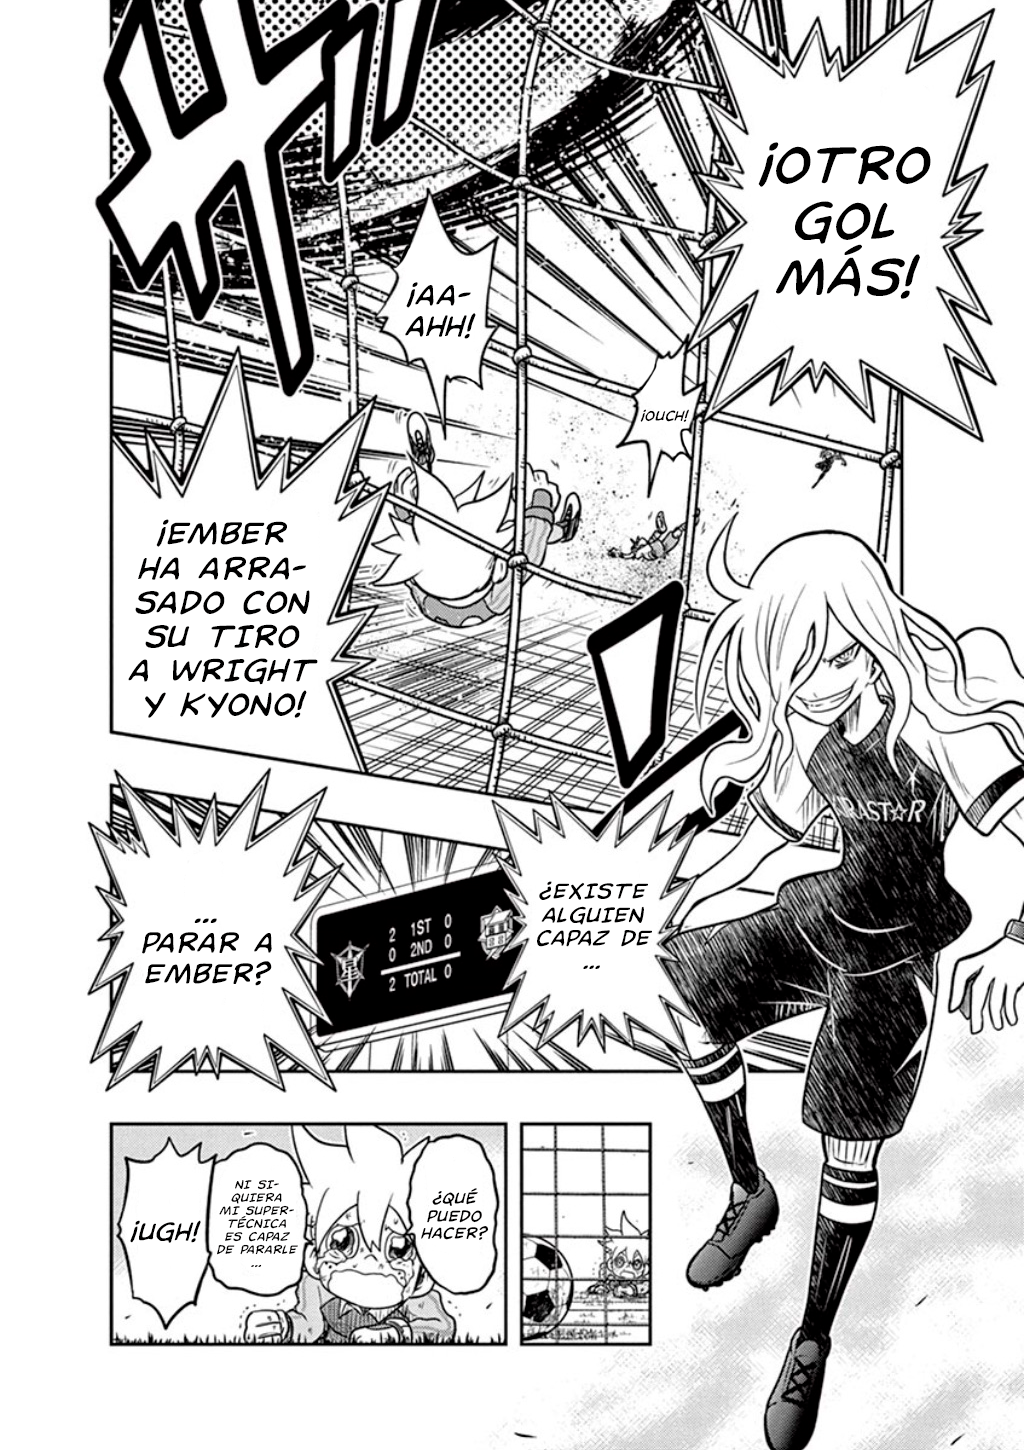 ¡OTRO
GOL
MÁS!
¡AA-
AHH!
¡OUCH!
¡EMBER
HA ARRA-
SADO CON
SU TIRO
A WRIGHT
Y KYONO!
RAST☆R
¿EXISTE
ALGUIEN
CAPAZ DE
...
2 1ST 0
0 2ND 0
2 TOTAL 0
...
PARAR A
EMBER?
¿QUÉ
PUEDO
HACER?
NI SI-
QUIERA
MI SUPER-
TÉCNICA
ES CAPAZ
DE PARARLE
...
¡UGH!